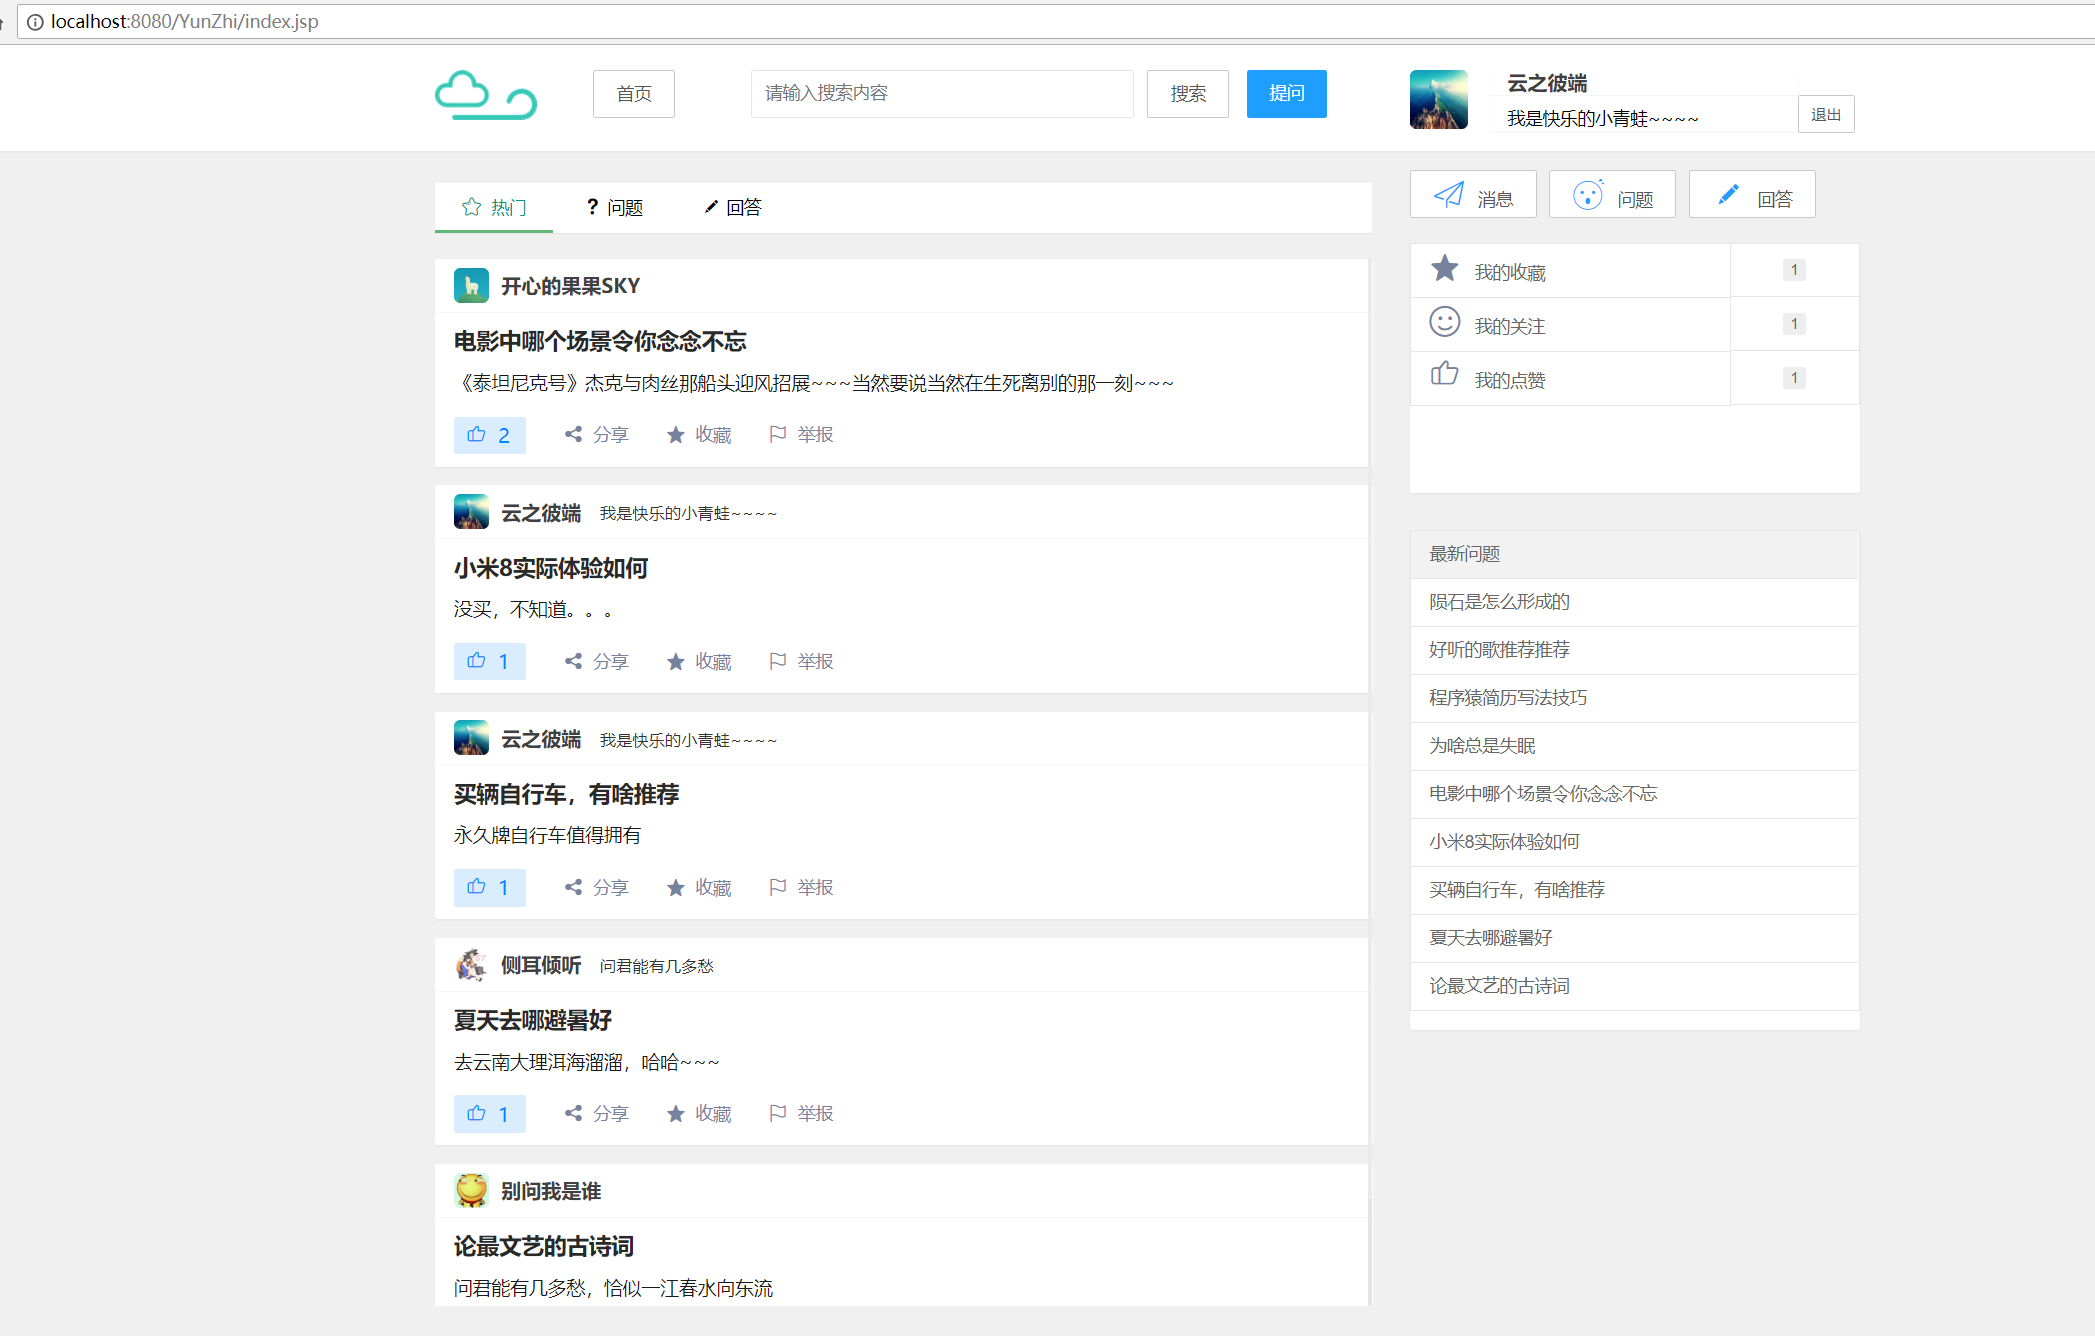 localhost:8080/YunZhi/index.jsp
首页
请输入搜索内容
搜索
提问
云之彼端
我是快乐的小青蛙~~~~
退出
热门
? 问题
回答
开心的果果SKY
电影中哪个场景令你念念不忘
《泰坦尼克号》杰克与肉丝那船头迎风招展~~~当然要说当然在生死离别的那一刻~~~
2 分享 收藏 举报
云之彼端 我是快乐的小青蛙~~~~
小米8实际体验如何
没买，不知道。。。
1 分享 收藏 举报
云之彼端 我是快乐的小青蛙~~~~
买辆自行车，有啥推荐
永久牌自行车值得拥有
1 分享 收藏 举报
侧耳倾听 问君能有几多愁
夏天去哪避暑好
去云南大理洱海溜溜，哈哈~~~
1 分享 收藏 举报
别问我是谁
论最文艺的古诗词
问君能有几多愁，恰似一江春水向东流
消息
问题
回答
我的收藏 1
我的关注 1
我的点赞 1
最新问题
陨石是怎么形成的
好听的歌推荐推荐
程序猿简历写法技巧
为啥总是失眠
电影中哪个场景令你念念不忘
小米8实际体验如何
买辆自行车，有啥推荐
夏天去哪避暑好
论最文艺的古诗词